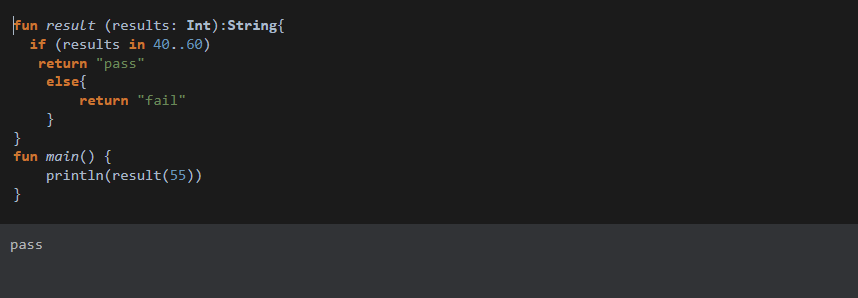 fun result (results: Int):String{
  if (results in 40..60)
   return "pass"
    else{
        return "fail"
    }
}
fun main() {
    println(result(55))
}
pass